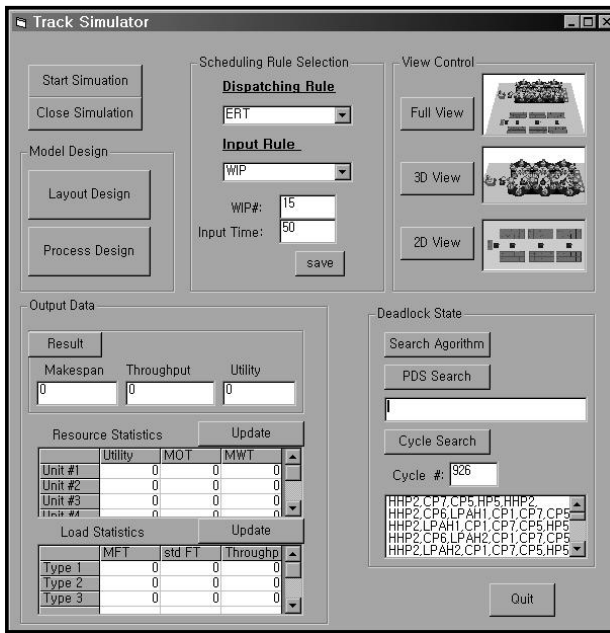 Track Simulator
Start Simuation
Close Simulation
Model Design
Layout Design
Process Design
Scheduling Rule Selection
Dispatching Rule
ERT
Input Rule
WIP
WIP#: 15
Input Time: 50
save
View Control
Full View
3D View
2D View
Output Data
Result
Makespan Throughput Utility
0 0 0
Resource Statistics Update
Utility MOT MWT
Unit #1 0 0 0
Unit #2 0 0 0
Unit #3 0 0 0
Unit #4 0 0 0
Load Statistics Update
MFT std FT Throughp
Type 1 0 0 0
Type 2 0 0 0
Type 3 0 0 0
Deadlock State
Search Agorithm
PDS Search
Cycle Search
Cycle #: 926
HHP2,CP7,CP5,HP5,HHP2,
HHP2,CP6,LPAH1,CP1,CP7,CP5
HHP2,LPAH1,CP1,CP7,CP5,HP5
HHP2,CP6,LPAH2,CP1,CP7,CP5
HHP2,LPAH2,CP1,CP7,CP5,HP5
Quit